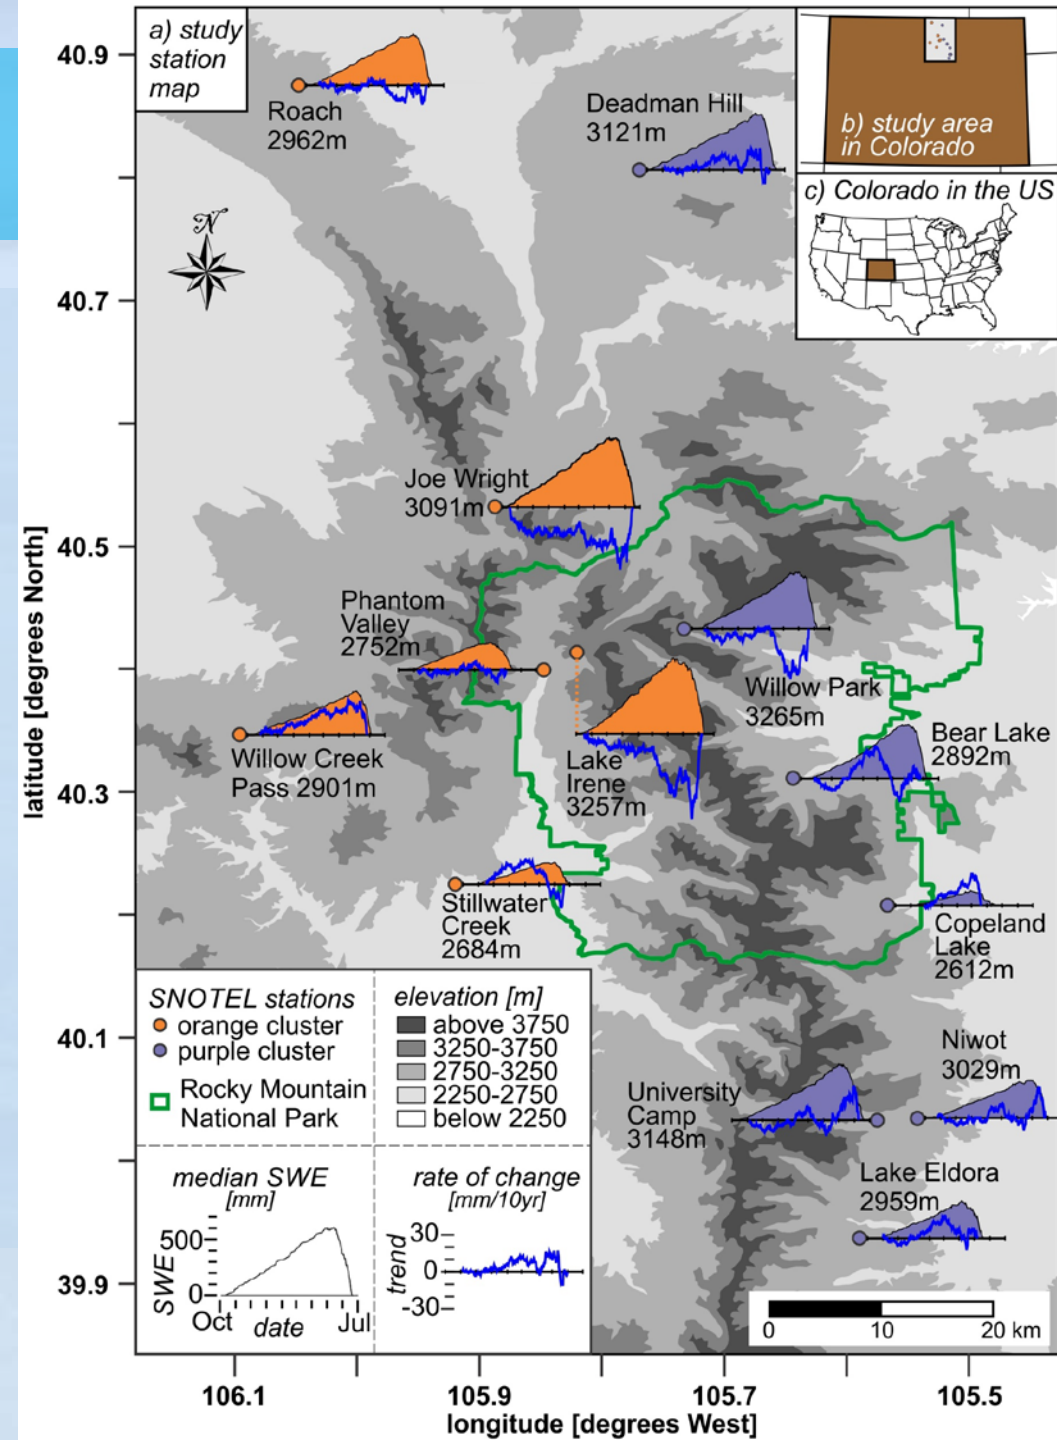 a) study
station
map
b) study area
in Colorado
c) Colorado in the US
N
Roach
2962m
Deadman Hill
3121m
Joe Wright
3091m
Phantom
Valley
2752m
Willow Park
3265m
Willow Creek
Pass 2901m
Lake
Irene
3257m
Bear Lake
2892m
Stillwater
Creek
2684m
Copeland
Lake
2612m
Niwot
3029m
University
Camp
3148m
Lake Eldora
2959m
SNOTEL stations
orange cluster
purple cluster
Rocky Mountain
National Park
elevation [m]
above 3750
3250-3750
2750-3250
2250-2750
below 2250
median SWE
[mm]
SWE
500
0
Oct
date
Jul
rate of change
[mm/10yr]
trend
30
0
-30
0
10
20 km
latitude [degrees North]
40.9
40.7
40.5
40.3
40.1
39.9
106.1
105.9
105.7
105.5
longitude [degrees West]